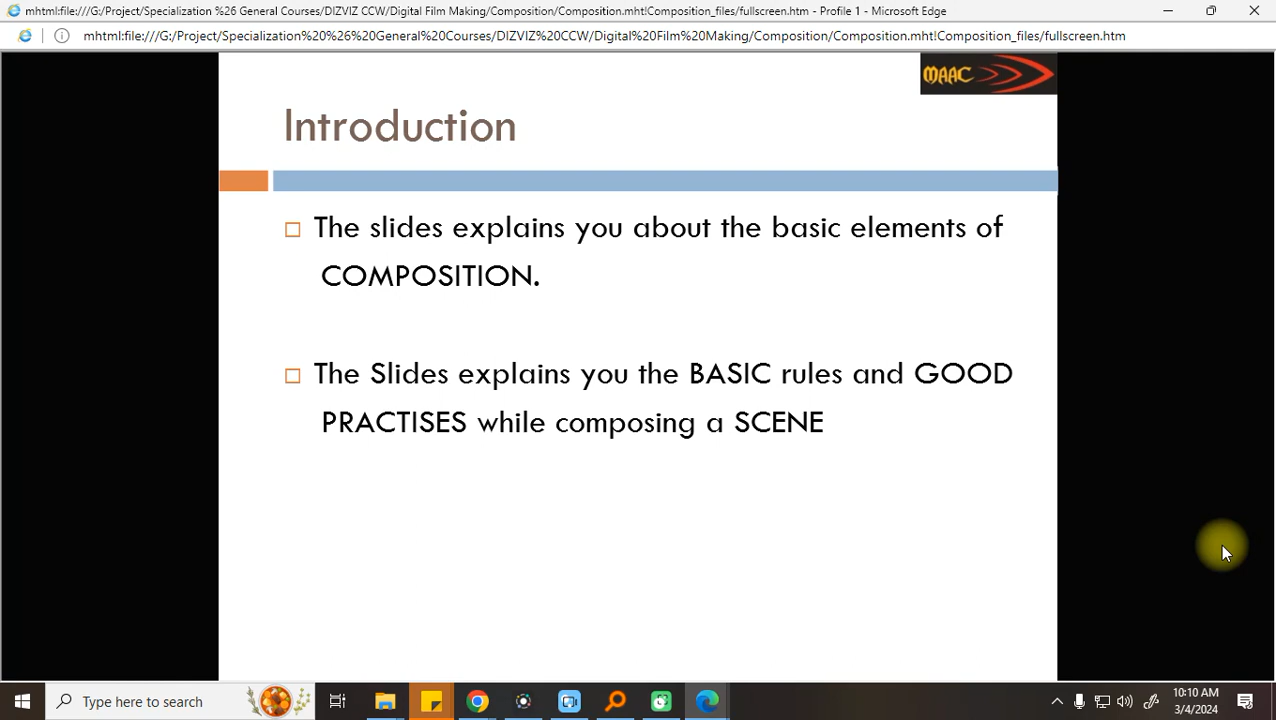 mhtml:file:///G:/Project/Specialization %26 General Courses/DIZVIZ CCW/Digital Film Making/Composition/Composition.mht!Composition_files/fullscreen.htm - Profile 1 - Microsoft Edge
mhtml:file:///G:/Project/Specialization%20%26%20General%20Courses/DIZVIZ%20CCW/Digital%20Film%20Making/Composition/Composition.mht!Composition_files/fullscreen.htm
MAAC
Introduction
The slides explains you about the basic elements of
COMPOSITION.
The Slides explains you the BASIC rules and GOOD
PRACTISES while composing a SCENE
Type here to search
10:10 AM
3/4/2024